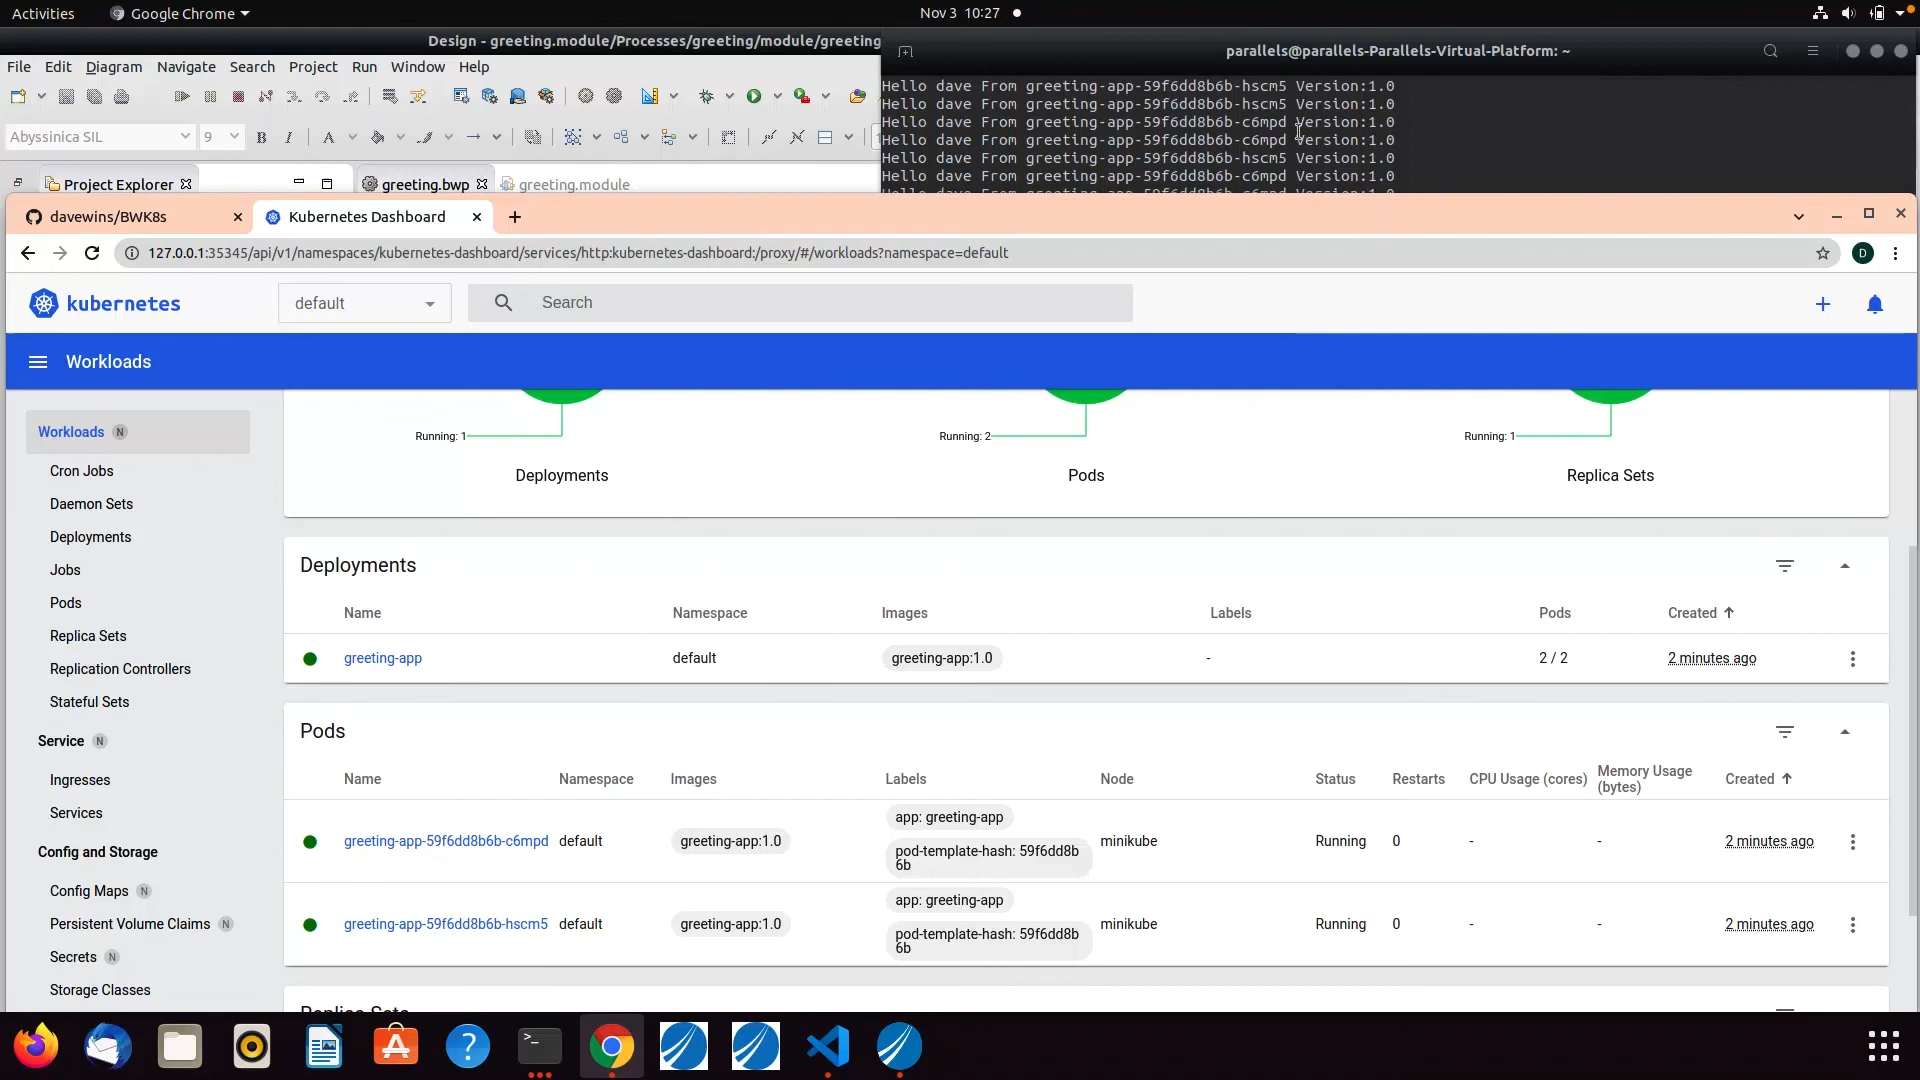 Activities
Google Chrome
Nov 3 10:27
Design - greeting.module/Processes/greeting/module/greeting
parallels@parallels-Parallels-Virtual-Platform: ~
File Edit Diagram Navigate Search Project Run Window Help
Abyssinica SIL
9
B I A
Project Explorer
greeting.bwp
greeting.module
Hello dave From greeting-app-59f6dd8b6b-hscm5 Version:1.0
Hello dave From greeting-app-59f6dd8b6b-hscm5 Version:1.0
Hello dave From greeting-app-59f6dd8b6b-c6mpd Version:1.0
Hello dave From greeting-app-59f6dd8b6b-c6mpd Version:1.0
Hello dave From greeting-app-59f6dd8b6b-hscm5 Version:1.0
Hello dave From greeting-app-59f6dd8b6b-c6mpd Version:1.0
Hello dave From greeting-app-59f6dd8b6b-c6mpd Version:1.0
davewins/BWK8s
Kubernetes Dashboard
127.0.0.1:35345/api/v1/namespaces/kubernetes-dashboard/services/http:kubernetes-dashboard:/proxy/#/workloads?namespace=default
D
kubernetes
default
Search
Workloads
Workloads N
Cron Jobs
Daemon Sets
Deployments
Jobs
Pods
Replica Sets
Replication Controllers
Stateful Sets
Service N
Ingresses
Services
Config and Storage
Config Maps N
Persistent Volume Claims N
Secrets N
Storage Classes
Running: 1
Deployments
Running: 2
Pods
Running: 1
Replica Sets
Deployments
Name Namespace Images Labels Pods Created
greeting-app default greeting-app:1.0 - 2 / 2 2 minutes ago
Pods
Name Namespace Images Labels Node Status Restarts CPU Usage (cores) Memory Usage (bytes) Created
greeting-app-59f6dd8b6b-c6mpd default greeting-app:1.0 app: greeting-app minikube Running 0 - - 2 minutes ago
pod-template-hash: 59f6dd8b
6b
greeting-app-59f6dd8b6b-hscm5 default greeting-app:1.0 app: greeting-app minikube Running 0 - - 2 minutes ago
pod-template-hash: 59f6dd8b
6b
Replica Sets